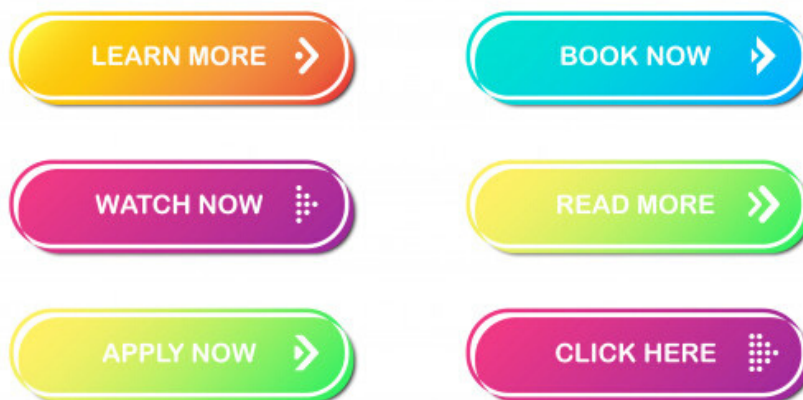 LEARN MORE
BOOK NOW
WATCH NOW
READ MORE
APPLY NOW
CLICK HERE